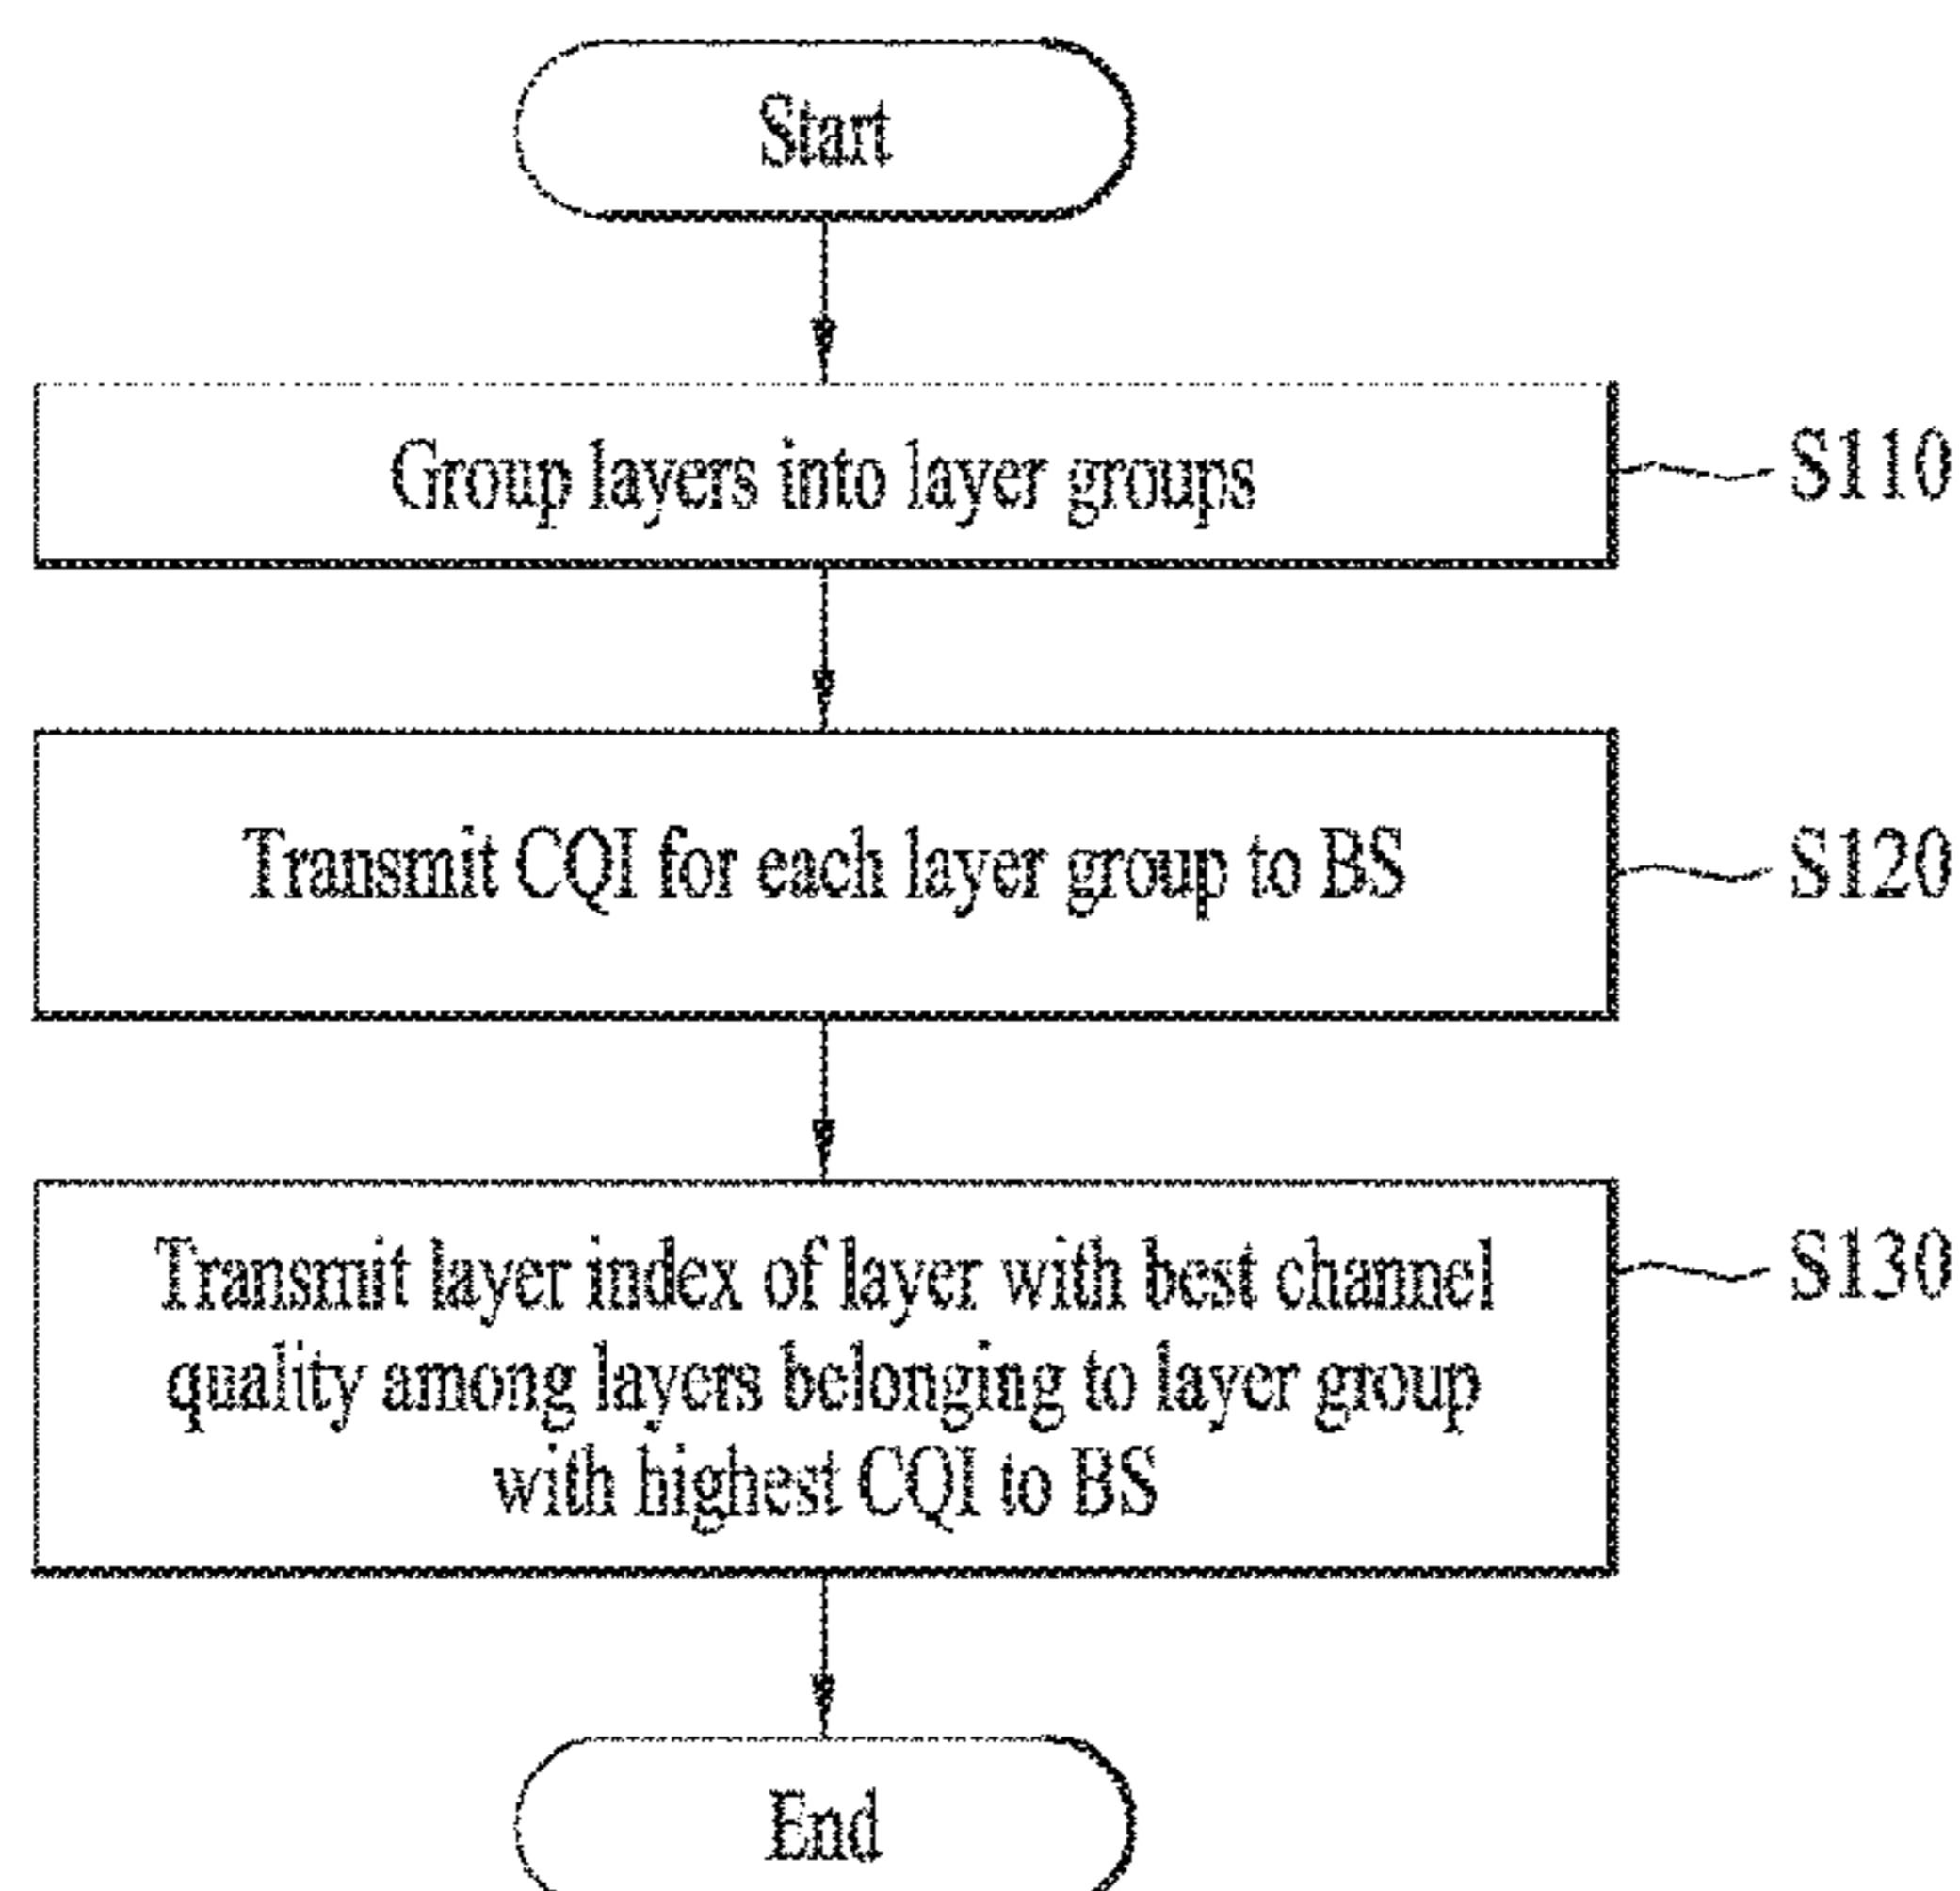 Start
Group layers into layer groups
S110
Transmit CQI for each layer group to BS
S120
Transmit layer index of layer with best channel
quality among layers belonging to layer group
with highest CQI to BS
S130
End